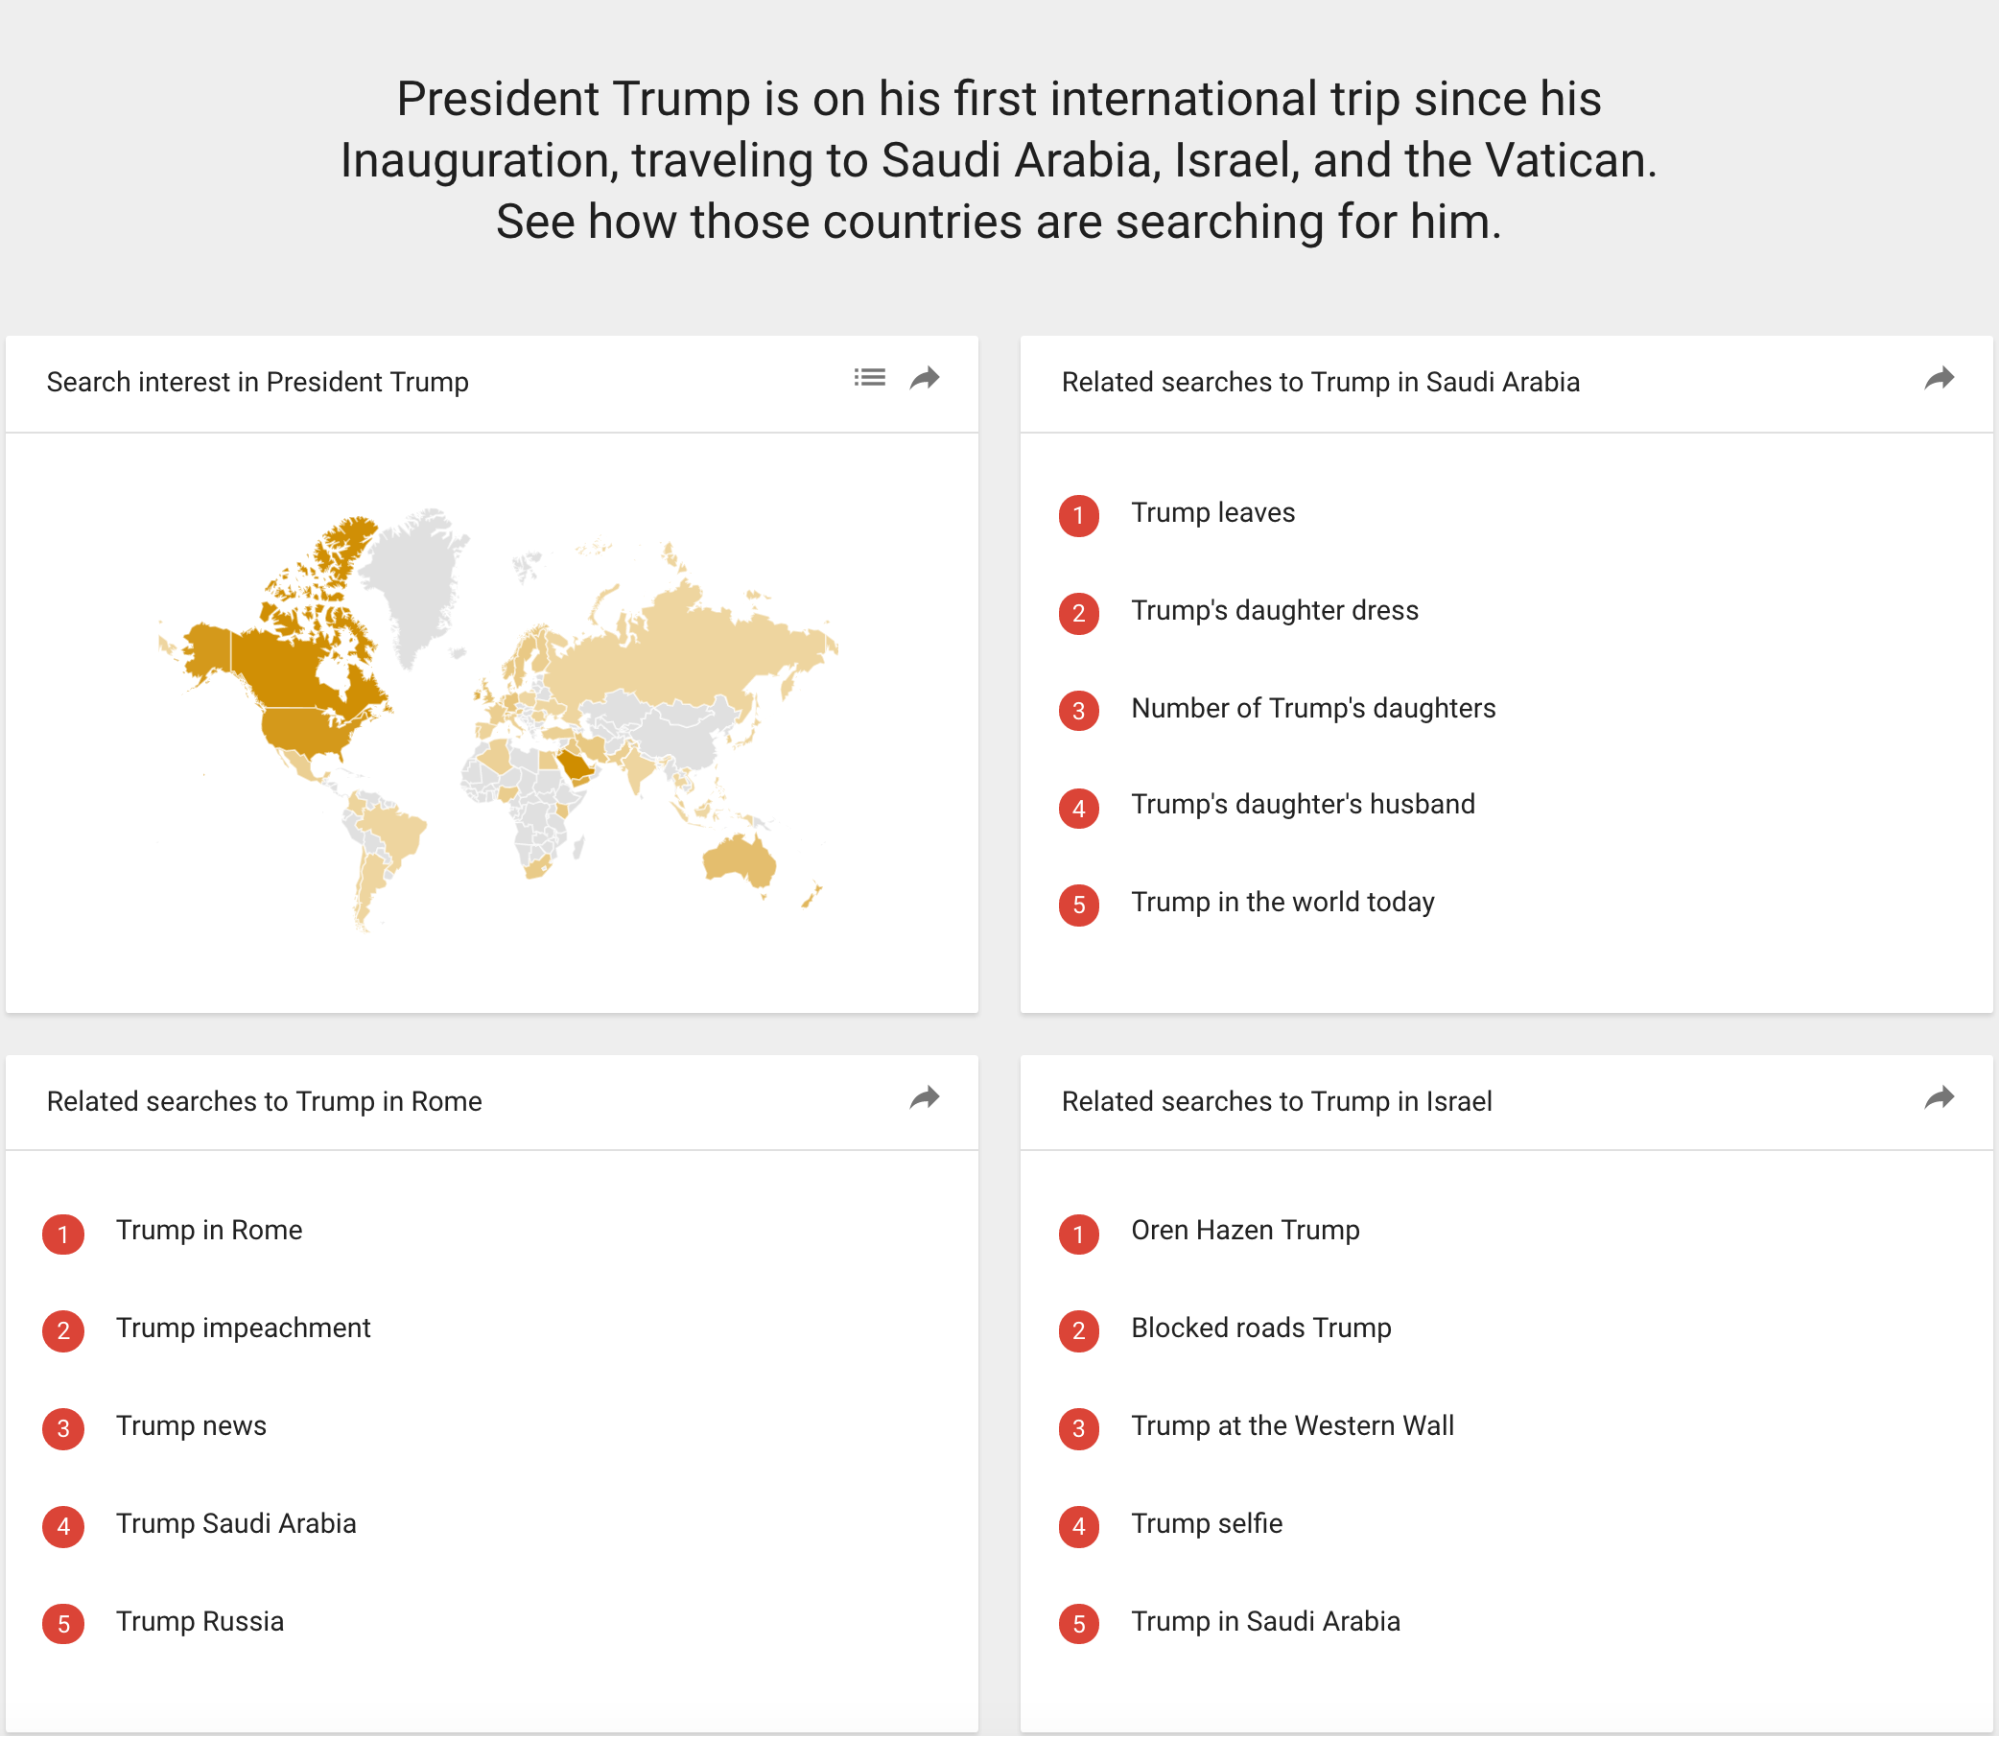 President Trump is on his first international trip since his
Inauguration, traveling to Saudi Arabia, Israel, and the Vatican.
See how those countries are searching for him.
Search interest in President Trump
Related searches to Trump in Saudi Arabia
1 Trump leaves
2 Trump's daughter dress
3 Number of Trump's daughters
4 Trump's daughter's husband
5 Trump in the world today
Related searches to Trump in Rome
1 Trump in Rome
2 Trump impeachment
3 Trump news
4 Trump Saudi Arabia
5 Trump Russia
Related searches to Trump in Israel
1 Oren Hazen Trump
2 Blocked roads Trump
3 Trump at the Western Wall
4 Trump selfie
5 Trump in Saudi Arabia